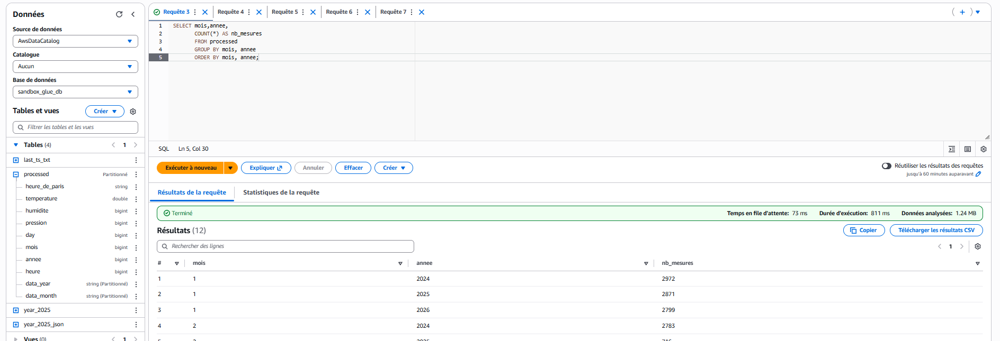 Données
Source de données
AwsDataCatalog
Catalogue
Aucun
Base de données
sandbox_glue_db
Tables et vues
Créer
Filtrer les tables et les vues
Tables (4)
1
last_ts_txt
processed Partitionné
heure_de_paris string
temperature double
humidite bigint
pression bigint
day bigint
mois bigint
annee bigint
heure bigint
data_year string (Partitionné)
data_month string (Partitionné)
year_2025
year_2025_json
Vues (0)
1
Requête 3 Requête 4 Requête 5 Requête 6 Requête 7
1 SELECT mois,annee,
2 COUNT(*) AS nb_mesures
3 FROM processed
4 GROUP BY mois, annee
5 ORDER BY mois, annee;
SQL Ln 5, Col 30
Exécuter à nouveau Expliquer Annuler Effacer Créer
Réutiliser les résultats des requêtes
jusqu'à 60 minutes auparavant
Résultats de la requête Statistiques de la requête
Terminé Temps en file d'attente: 73 ms Durée d'exécution: 811 ms Données analysées: 1.24 MB
Résultats (12) Copier Télécharger les résultats CSV
Rechercher des lignes
1
# mois annee nb_mesures
1 1 2024 2972
2 1 2025 2871
3 1 2026 2799
4 2 2024 2783